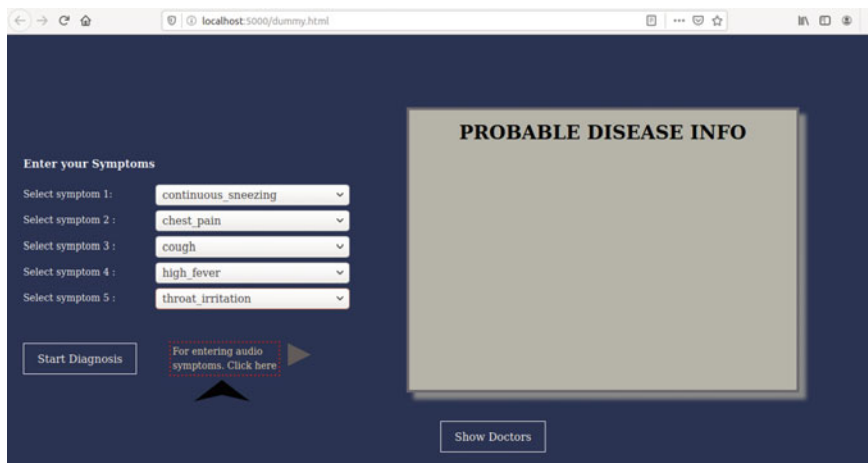 localhost:5000/dummy.html
PROBABLE DISEASE INFO
Enter your Symptoms
Select symptom 1:
continuous_sneezing
Select symptom 2 :
chest_pain
Select symptom 3 :
cough
Select symptom 4 :
high_fever
Select symptom 5 :
throat_irritation
Start Diagnosis
For entering audio
symptoms. Click here
Show Doctors